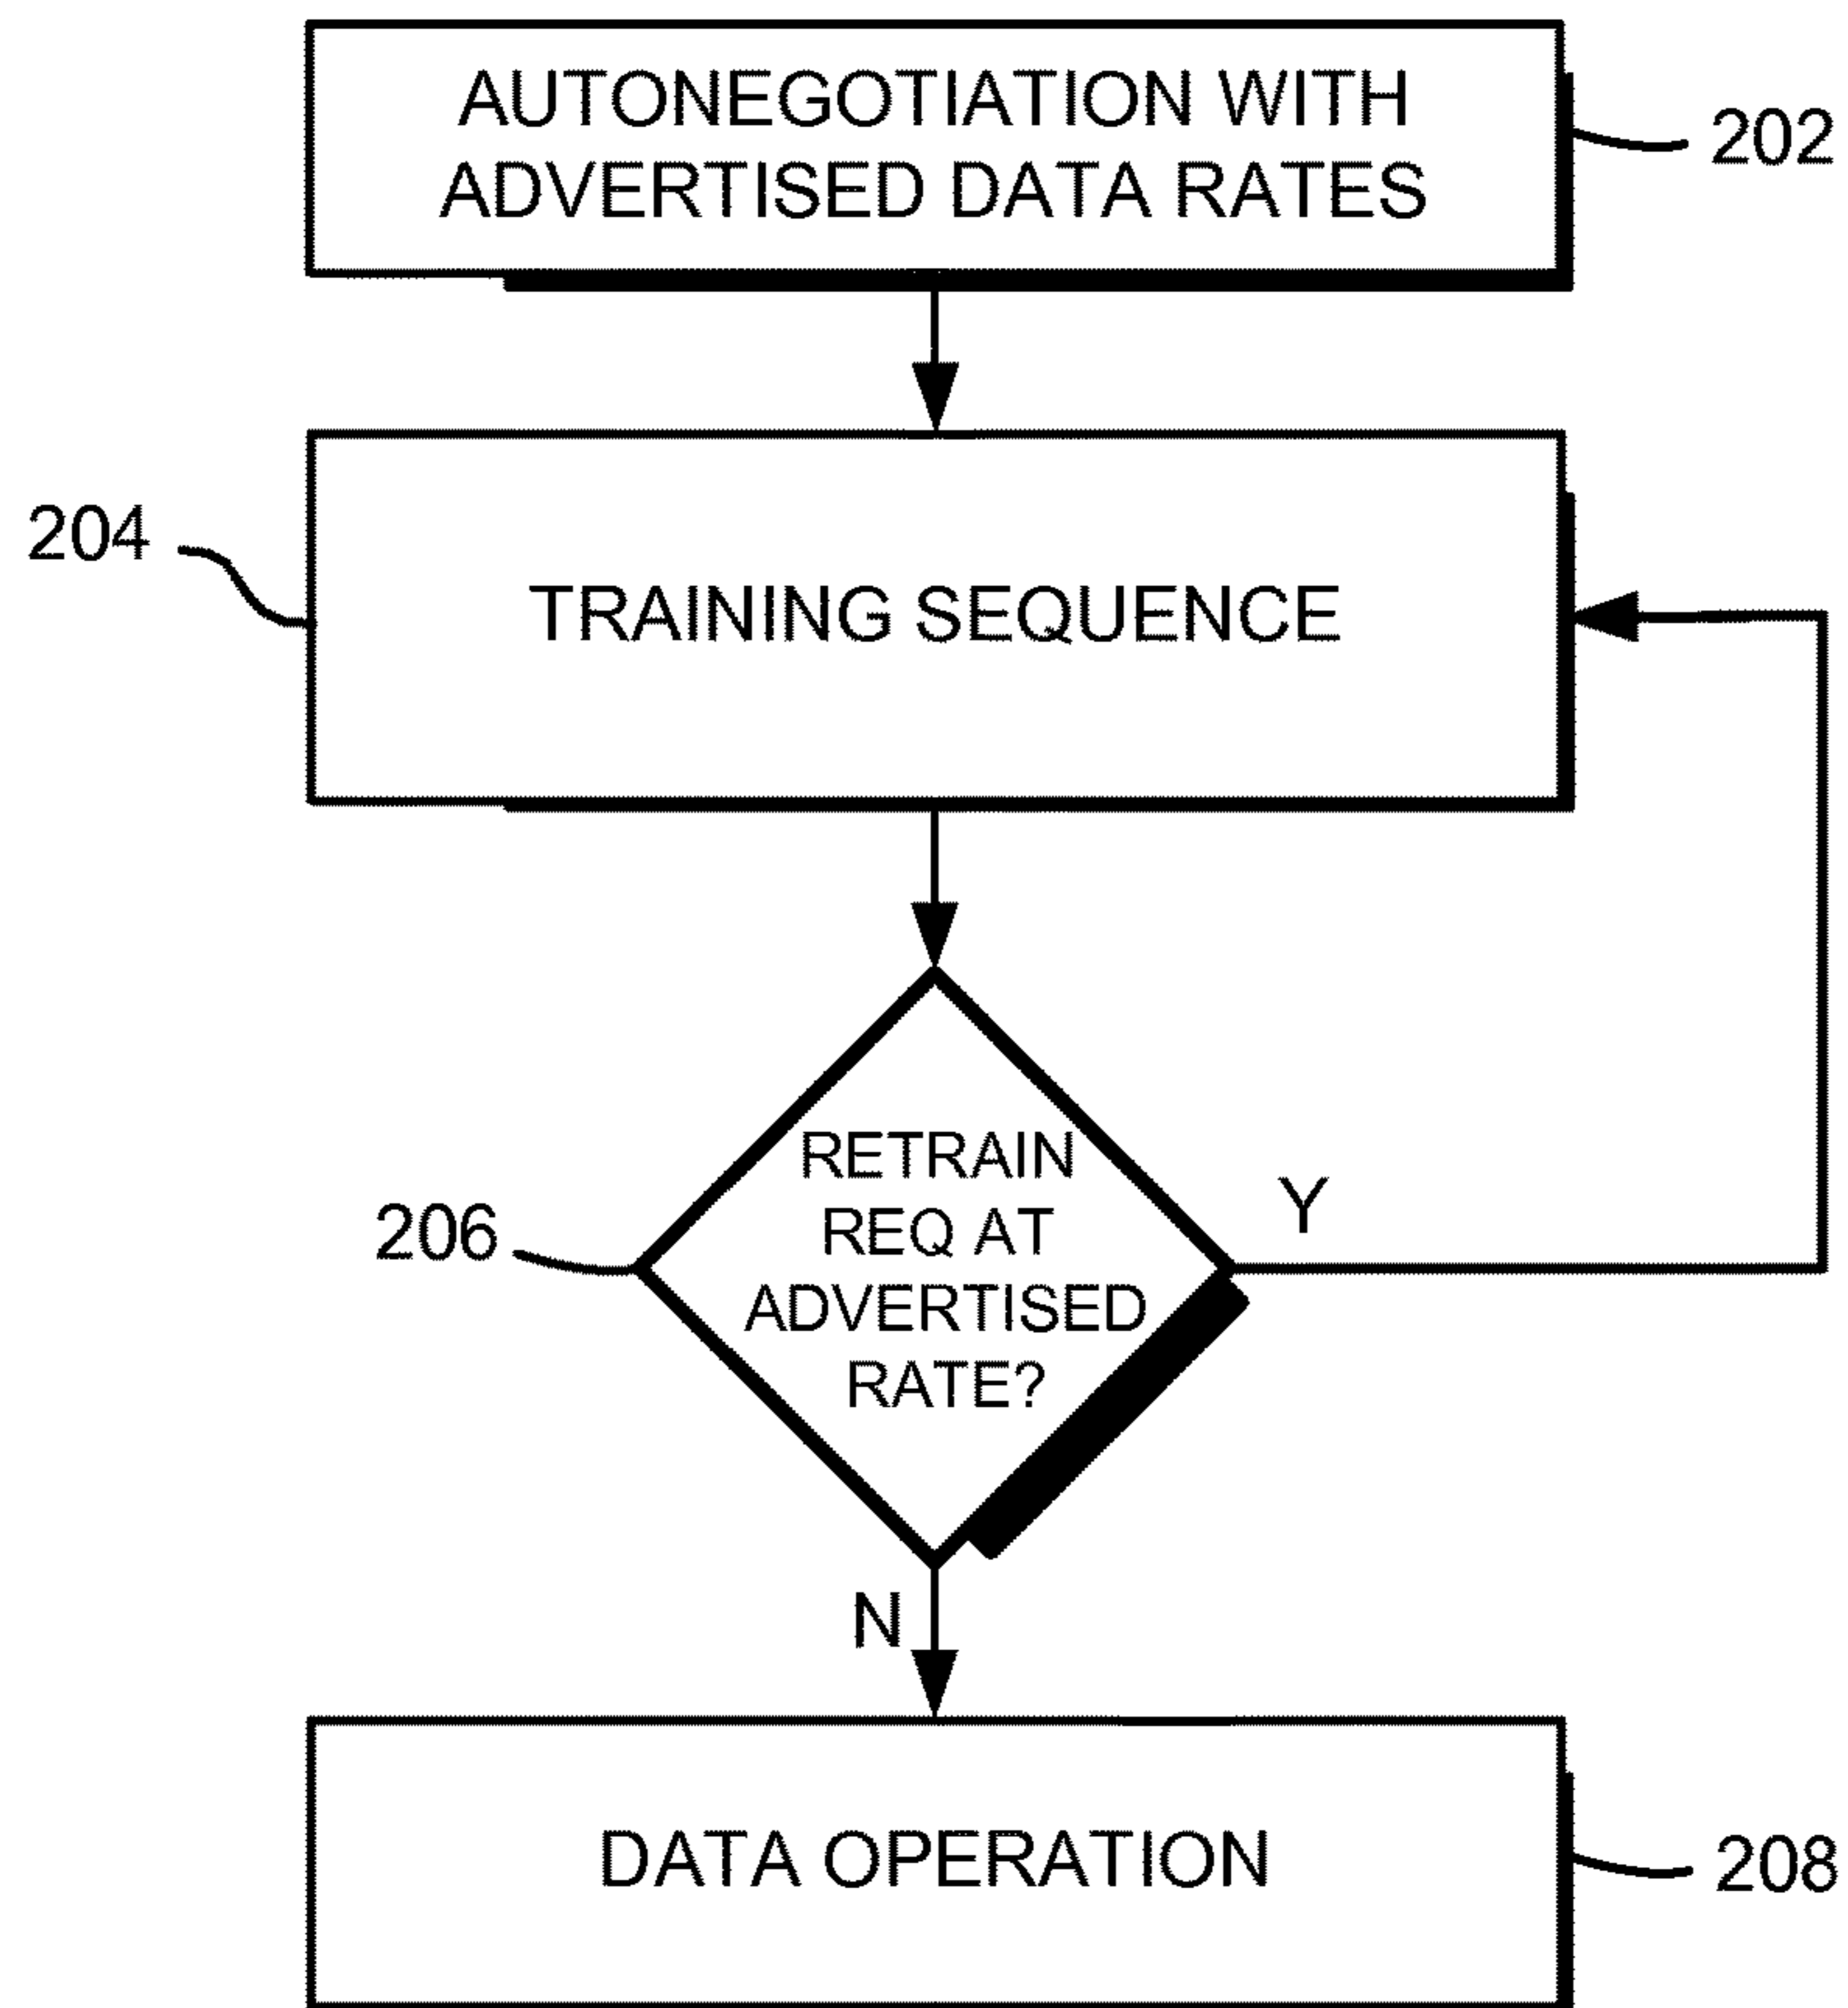 AUTONEGOTIATION WITH
ADVERTISED DATA RATES
202
204
TRAINING SEQUENCE
RETRAIN
REQ AT
ADVERTISED
RATE?
206
Y
N
DATA OPERATION
208